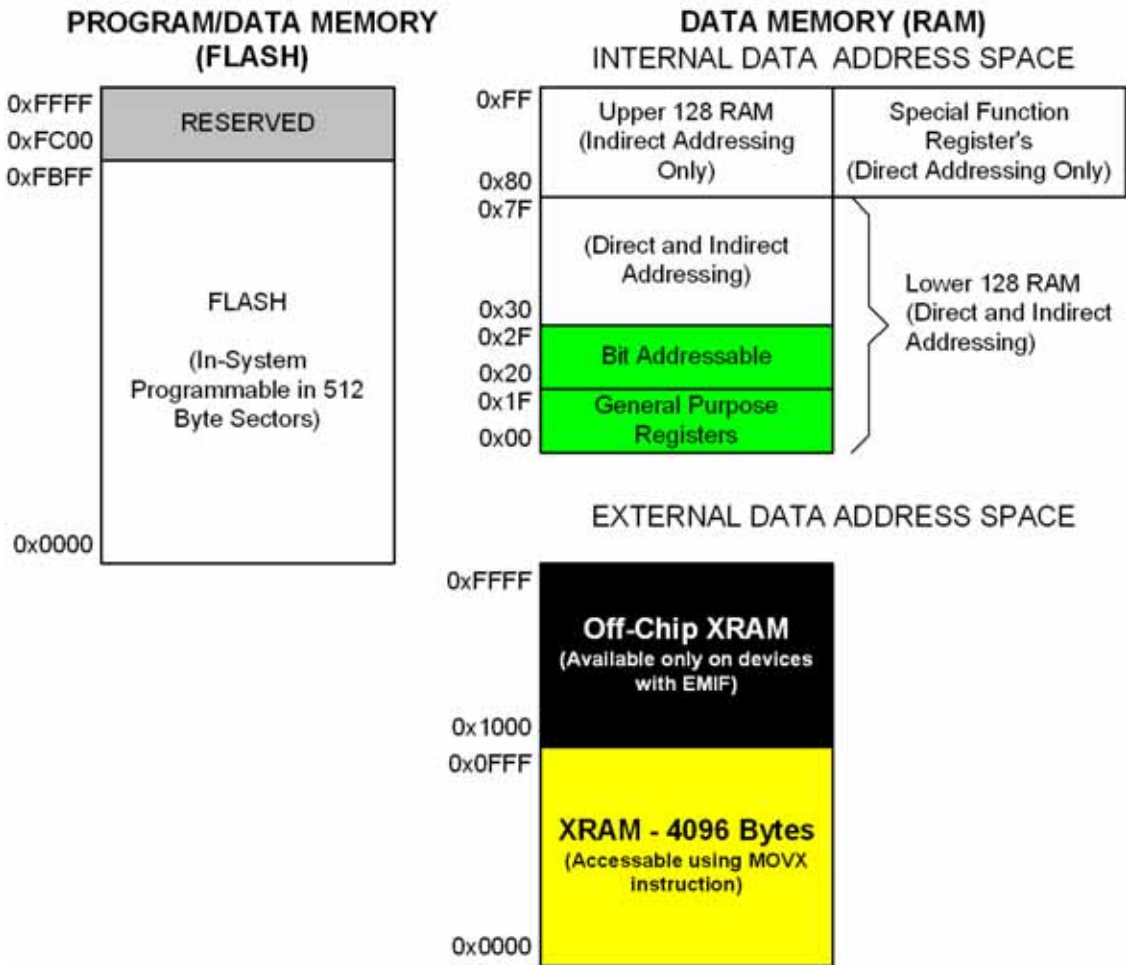 PROGRAM/DATA MEMORY
(FLASH)
0xFFFF
RESERVED
0xFC00
0xFBFF
FLASH
(In-System
Programmable in 512
Byte Sectors)
0x0000
DATA MEMORY (RAM)
INTERNAL DATA ADDRESS SPACE
0xFF
Upper 128 RAM
(Indirect Addressing
Only)
0x80
Special Function
Register's
(Direct Addressing Only)
0x7F
(Direct and Indirect
Addressing)
0x30
0x2F
Bit Addressable
0x20
0x1F
General Purpose
Registers
0x00
Lower 128 RAM
(Direct and Indirect
Addressing)
EXTERNAL DATA ADDRESS SPACE
0xFFFF
Off-Chip XRAM
(Available only on devices
with EMIF)
0x1000
0x0FFF
XRAM - 4096 Bytes
(Accessable using MOVX
instruction)
0x0000